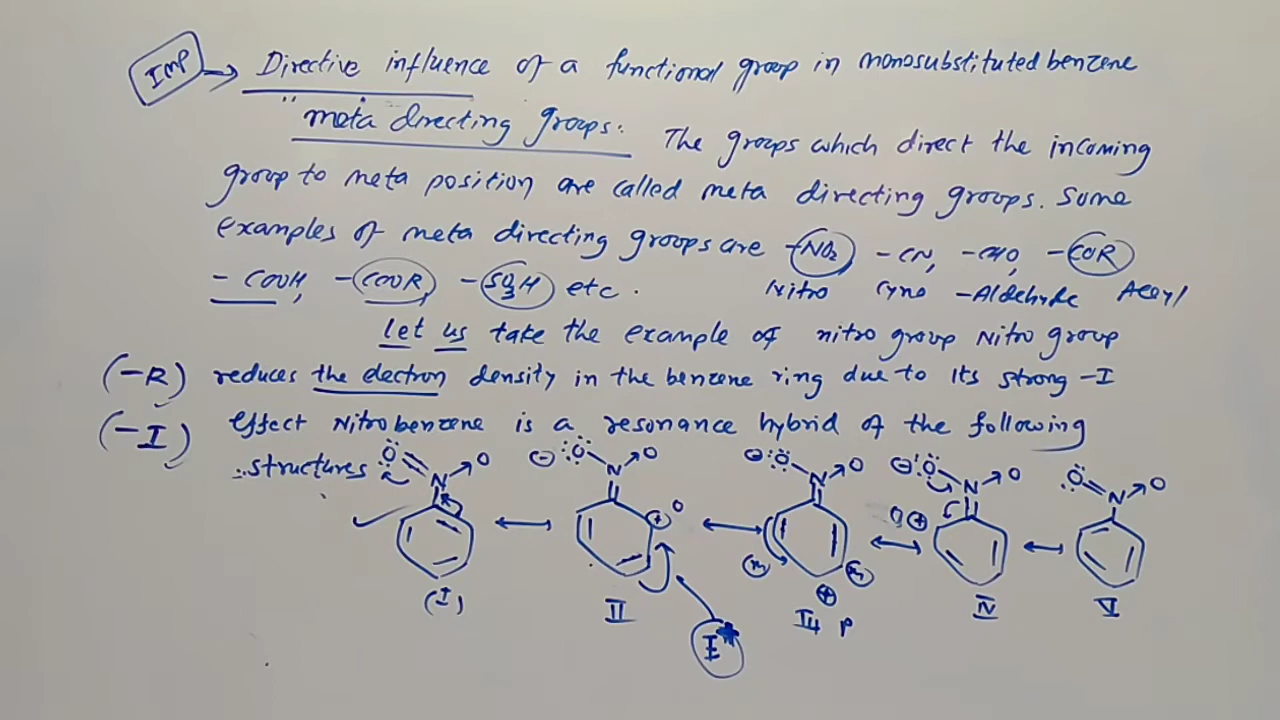 IMP → Directive influence of a functional group in monosubstituted benzene
"meta directing groups: The groups which direct the incoming
group to meta position are called meta directing groups. Some
examples of meta directing groups are -NO2 - CN, - CHO, - COR
Nitro Cyno -Aldehyde Acayl
- COOH, - COOR, - SO3H etc.
Let us take the example of nitro group Nitro group
(-R) reduces the electron density in the benzene ring due to its strong -I
(-I) effect Nitrobenzene is a resonance hybrid of the following
structures
Ö N → O ⊖ :Ö N → O ⊖ :Ö N → O ⊖ :Ö N → O :Ö N → O
⊕ O ↔ ↔ O ⊕ ↔ ↔
m m
⊕
(I) II III p IV V
E+